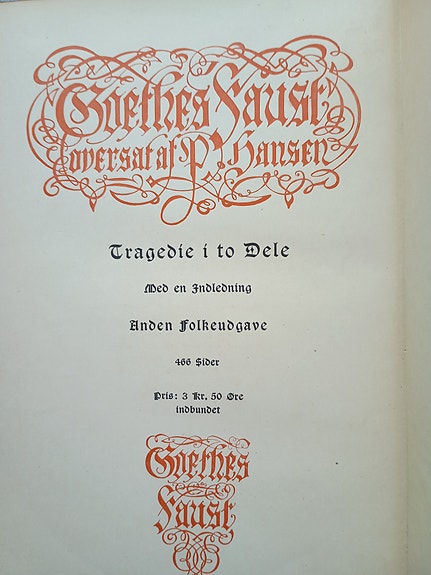 Goethes Faust
oversat af P. Hansen
Tragedie i to Dele
Med en Indledning
Anden Folkeudgave
466 Sider
Pris: 3 Kr. 50 Øre
indbundet
Goethes
Faust